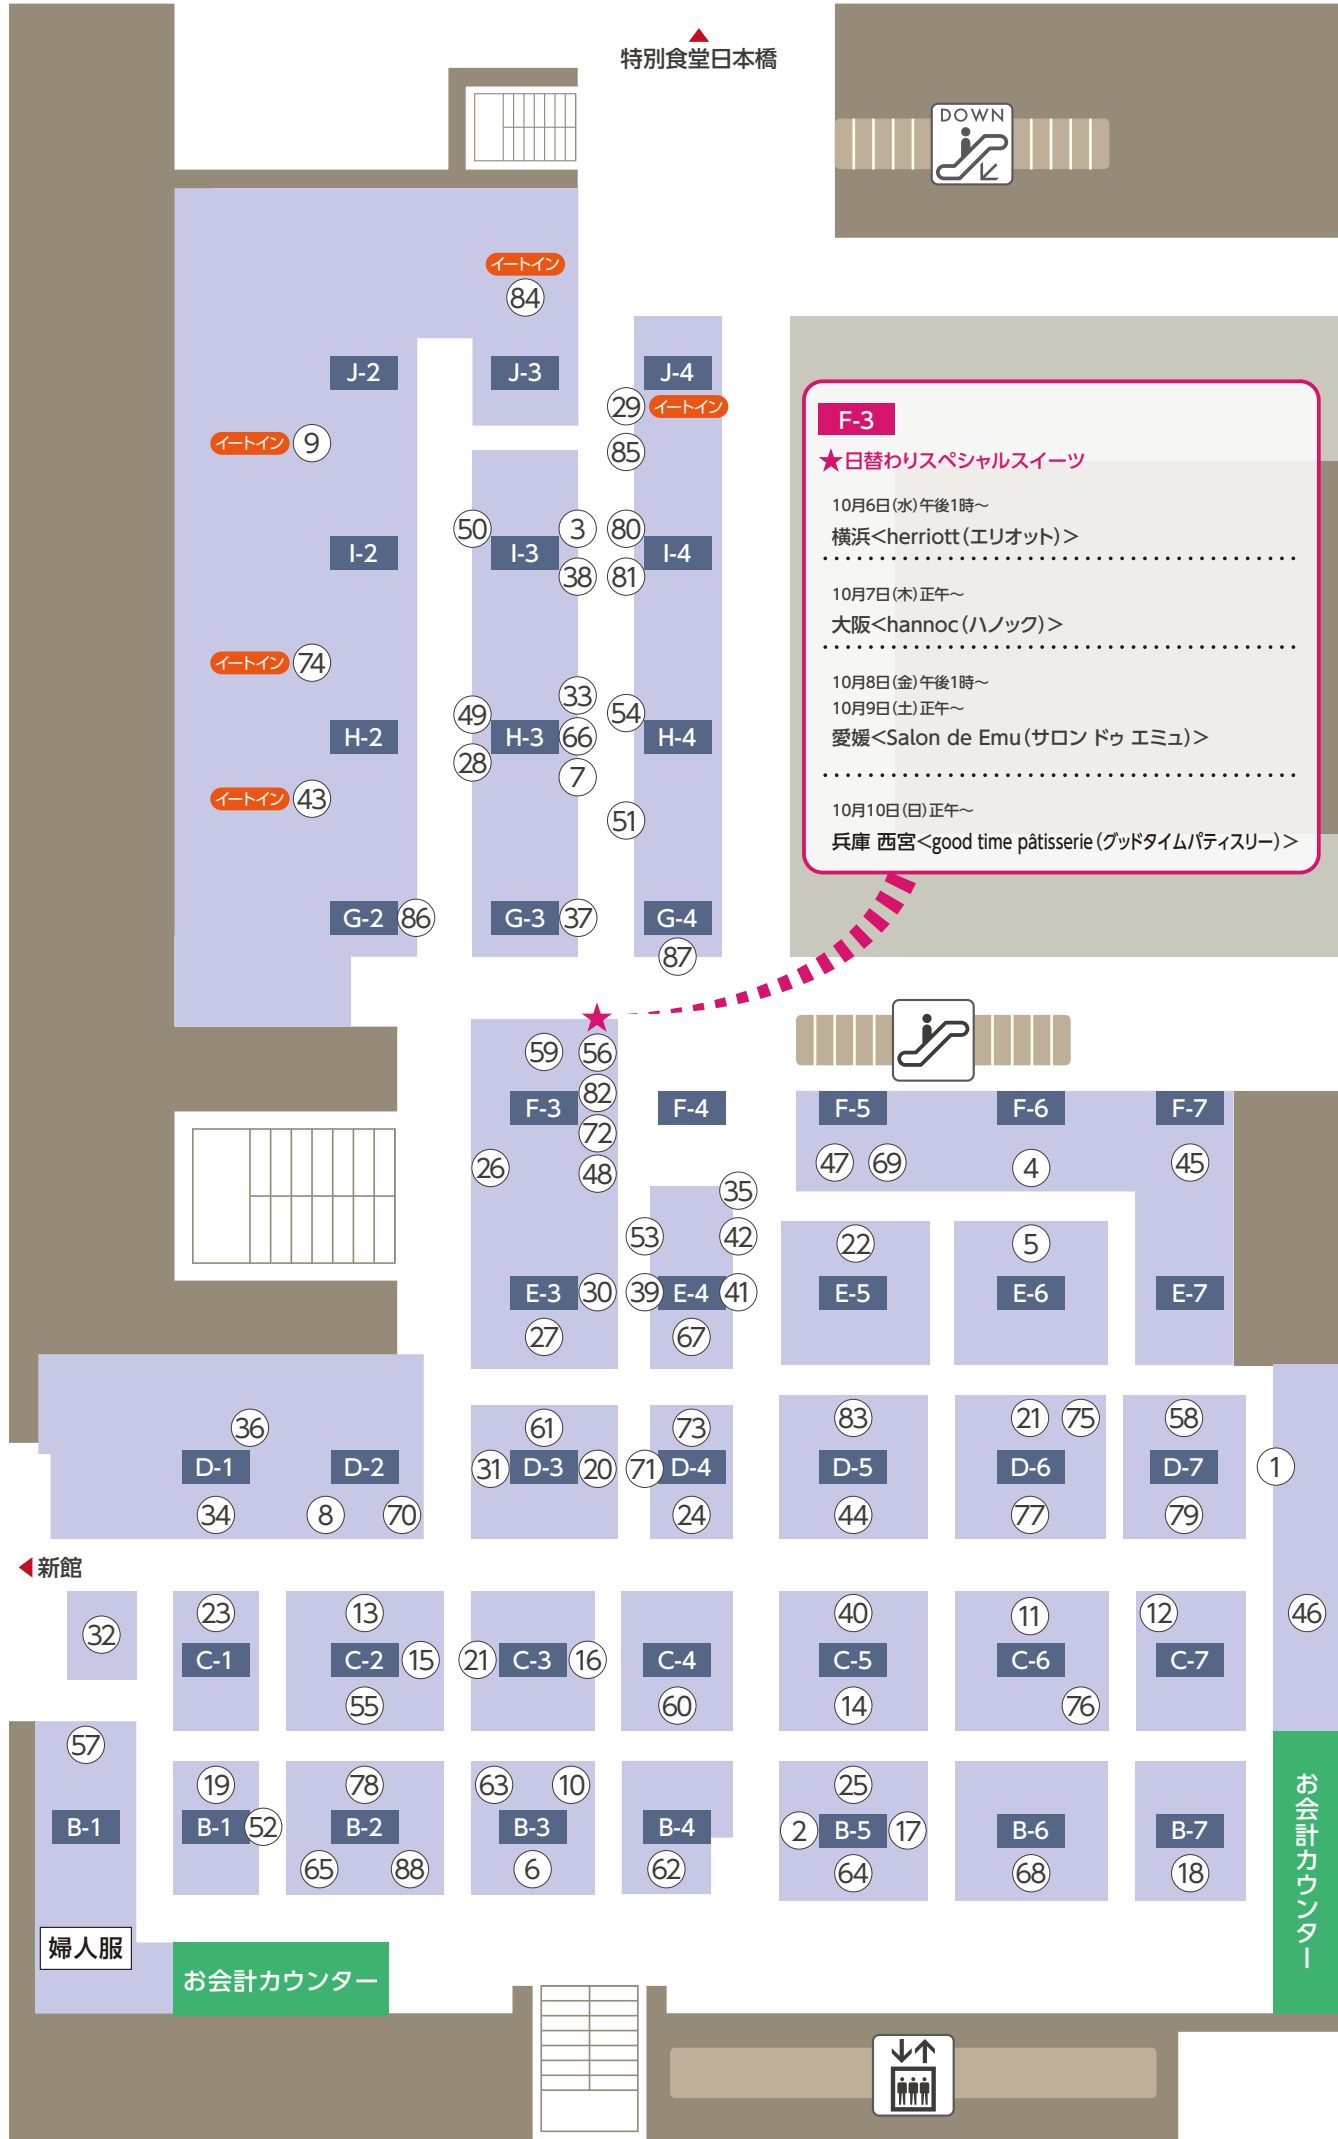 特別食堂日本橋
DOWN
イートイン
84
J-2
J-3
J-4
29 イートイン
イートイン 9
85
F-3
★日替わりスペシャルスイーツ
10月6日(水)午後1時～
横浜<herriott(エリオット)>
10月7日(木)正午～
大阪<hannoc(ハノック)>
10月8日(金)午後1時～
10月9日(土)正午～
愛媛<Salon de Emu(サロン ドゥ エミュ)>
10月10日(日)正午～
兵庫 西宮<good time pâtisserie(グッドタイムパティスリー)>
50 3 80
I-2 I-3 I-4
38 81
イートイン 74
33
49 54
H-2 H-3 66 H-4
28 7
イートイン 43
51
G-2 86 G-3 37 G-4
87
★
59 56
82
F-3 F-4 F-5 F-6 F-7
72
26 48 47 69 4 45
35
53 42 22 5
E-3 30 39 E-4 41 E-5 E-6 E-7
27 67
36 61 73 83 21 75 58
D-1 D-2 31 D-3 20 71 D-4 D-5 D-6 D-7 1
34 8 70 24 44 77 79
新館
32 23 13 40 11 12 46
C-1 C-2 15 21 C-3 16 C-4 C-5 C-6 C-7
55 60 14 76
57
19 78 63 10 25
B-1 B-1 52 B-2 B-3 B-4 2 B-5 17 B-6 B-7
65 88 6 62 64 68 18
お会計カウンター
婦人服
お会計カウンター